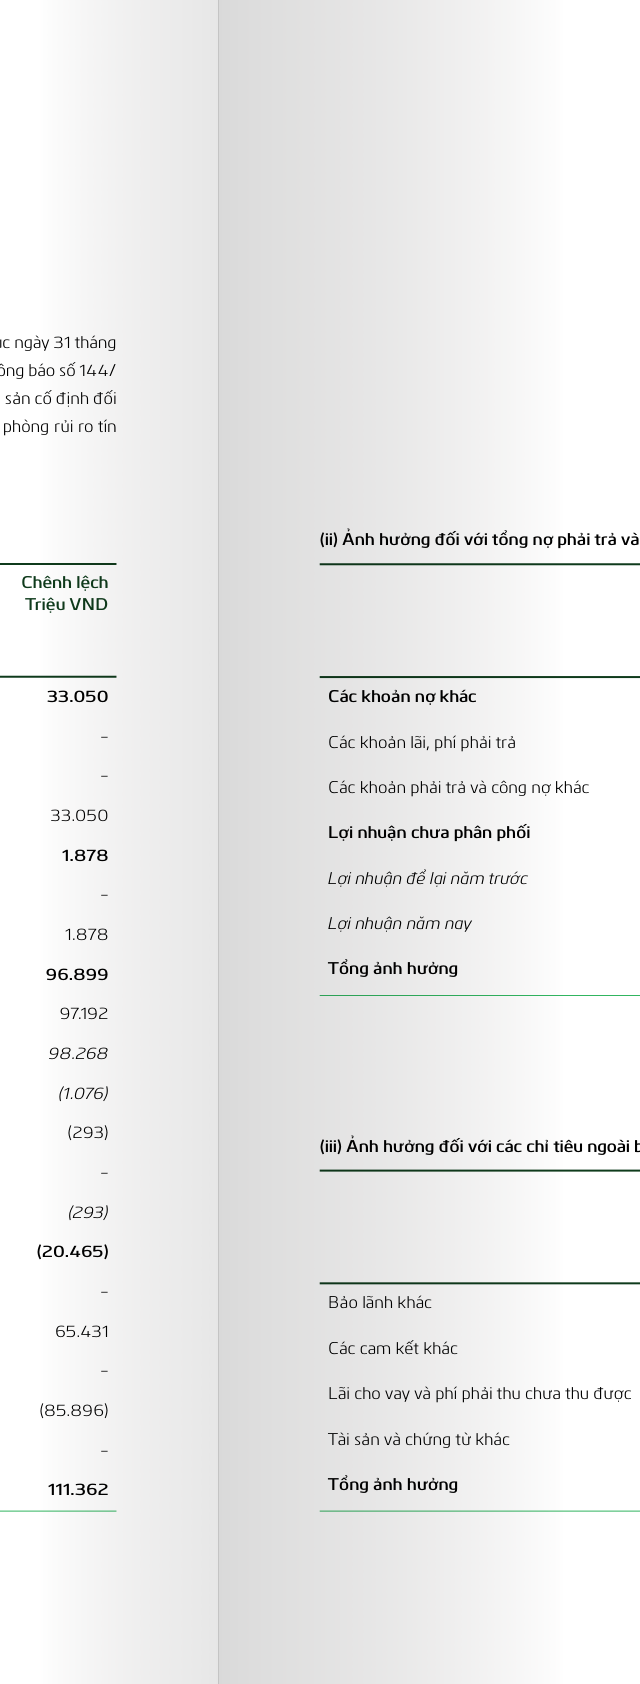 ngày 31 tháng
báo số 144/
sản cố định đối
phòng rủi ro tín
Chênh lệch
Triệu VND
33.050
–
–
33.050
1.878
–
1.878
96.899
97.192
98.268
(1.076)
(293)
–
(293)
(20.465)
–
65.431
–
(85.896)
–
111.362
(ii) Ảnh hưởng đối với tổng nợ phải trả và
Các khoản nợ khác
Các khoản lãi, phí phải trả
Các khoản phải trả và công nợ khác
Lợi nhuận chưa phân phối
Lợi nhuận để lại năm trước
Lợi nhuận năm nay
Tổng ảnh hưởng
(iii) Ảnh hưởng đối với các chỉ tiêu ngoài
Bảo lãnh khác
Các cam kết khác
Lãi cho vay và phí phải thu chưa thu được
Tài sản và chứng từ khác
Tổng ảnh hưởng